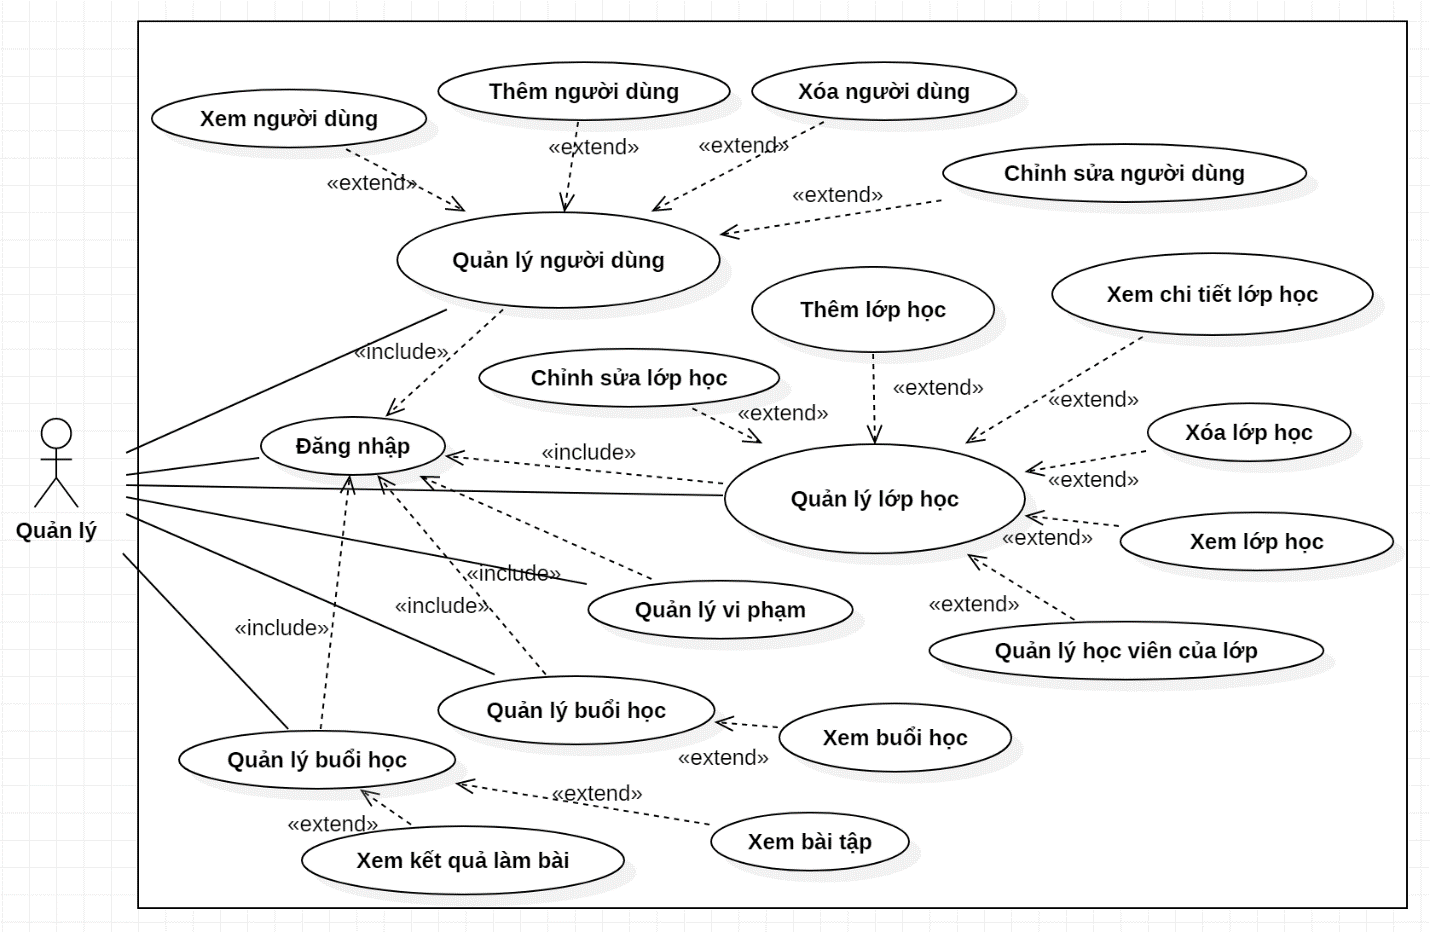 Thêm người dùng
Xóa người dùng
Xem người dùng
«extend»
«extend»
«extend»
Chỉnh sửa người dùng
«extend»
Quản lý người dùng
Thêm lớp học
Xem chi tiết lớp học
«include»
Chỉnh sửa lớp học
«extend»
«extend»
«extend»
Đăng nhập
«include»
Xóa lớp học
«extend»
Quản lý lớp học
Quản lý
«extend»
Xem lớp học
«include»
«include»
Quản lý vi phạm
«extend»
«include»
Quản lý học viên của lớp
Quản lý buổi học
Xem buổi học
«extend»
Quản lý buổi học
«extend»
«extend»
Xem bài tập
Xem kết quả làm bài